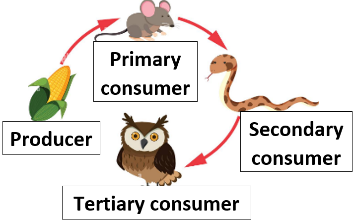 Primary
consumer
Producer
Secondary
consumer
Tertiary consumer